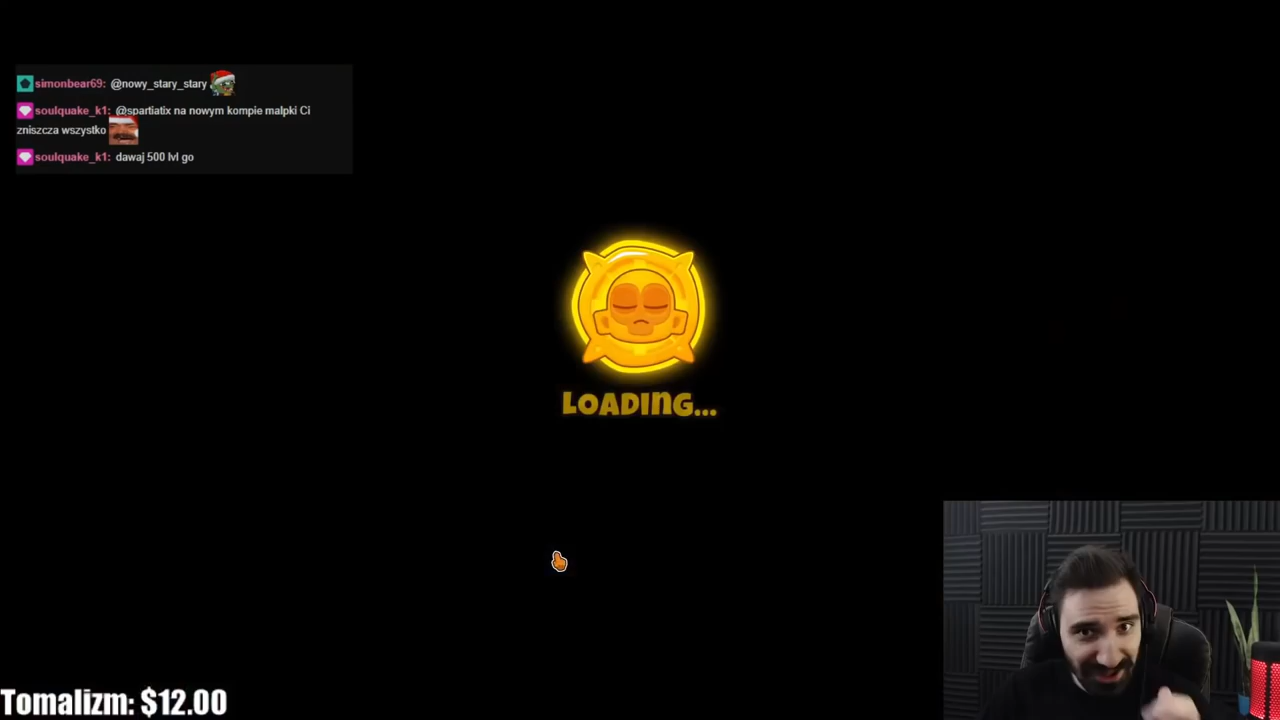 simonbear69: @nowy_stary_stary
soulquake_k1: @spartiatix na nowym kompie malpki Ci
zniszcza wszystko
soulquake_k1: dawaj 500 lvl go
LOADING...
Tomalizm: $12.00